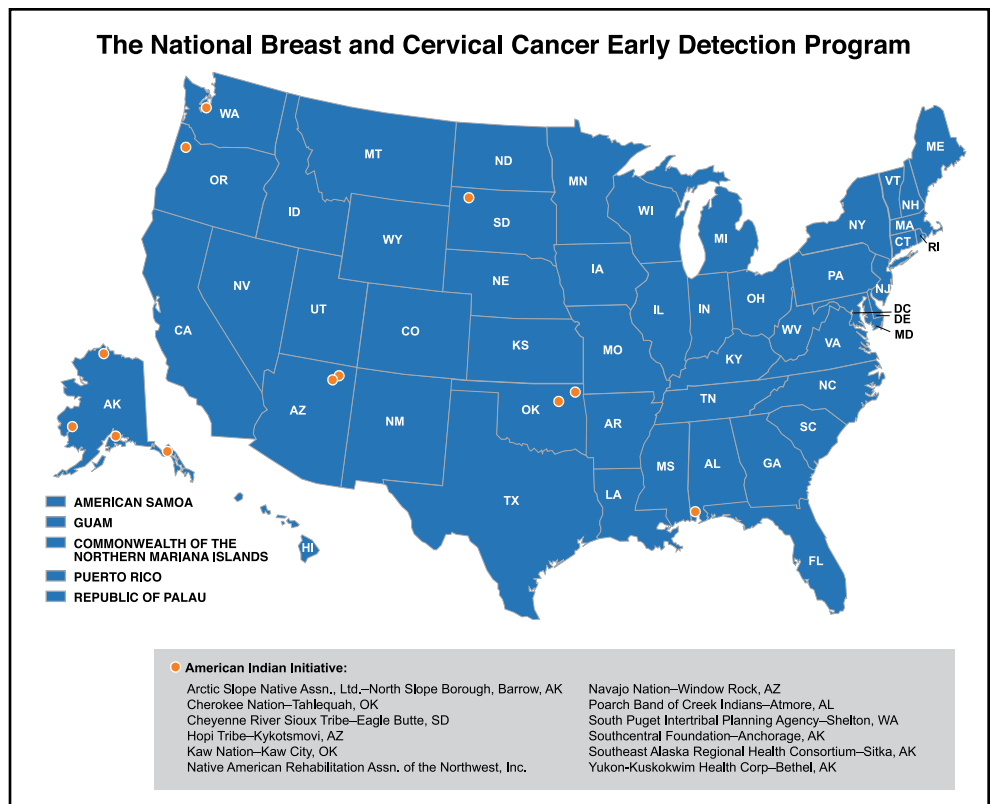 The National Breast and Cervical Cancer Early Detection Program
WA
MT
ND
MN
ME
OR
ID
WY
SD
WI
MI
VT
NH
NY
MA
CT
RI
NV
UT
CO
NE
IA
IL
IN
OH
PA
NJ
DC
DE
MD
CA
KS
MO
KY
WV
VA
AZ
NM
OK
AR
TN
NC
SC
AK
TX
LA
MS
AL
GA
FL
HI
AMERICAN SAMOA
GUAM
COMMONWEALTH OF THE
NORTHERN MARIANA ISLANDS
PUERTO RICO
REPUBLIC OF PALAU
American Indian Initiative:
Arctic Slope Native Assn., Ltd.–North Slope Borough, Barrow, AK
Cherokee Nation–Tahlequah, OK
Cheyenne River Sioux Tribe–Eagle Butte, SD
Hopi Tribe–Kykotsmovi, AZ
Kaw Nation–Kaw City, OK
Native American Rehabilitation Assn. of the Northwest, Inc.
Navajo Nation–Window Rock, AZ
Poarch Band of Creek Indians–Atmore, AL
South Puget Intertribal Planning Agency–Shelton, WA
Southcentral Foundation–Anchorage, AK
Southeast Alaska Regional Health Consortium–Sitka, AK
Yukon-Kuskokwim Health Corp–Bethel, AK